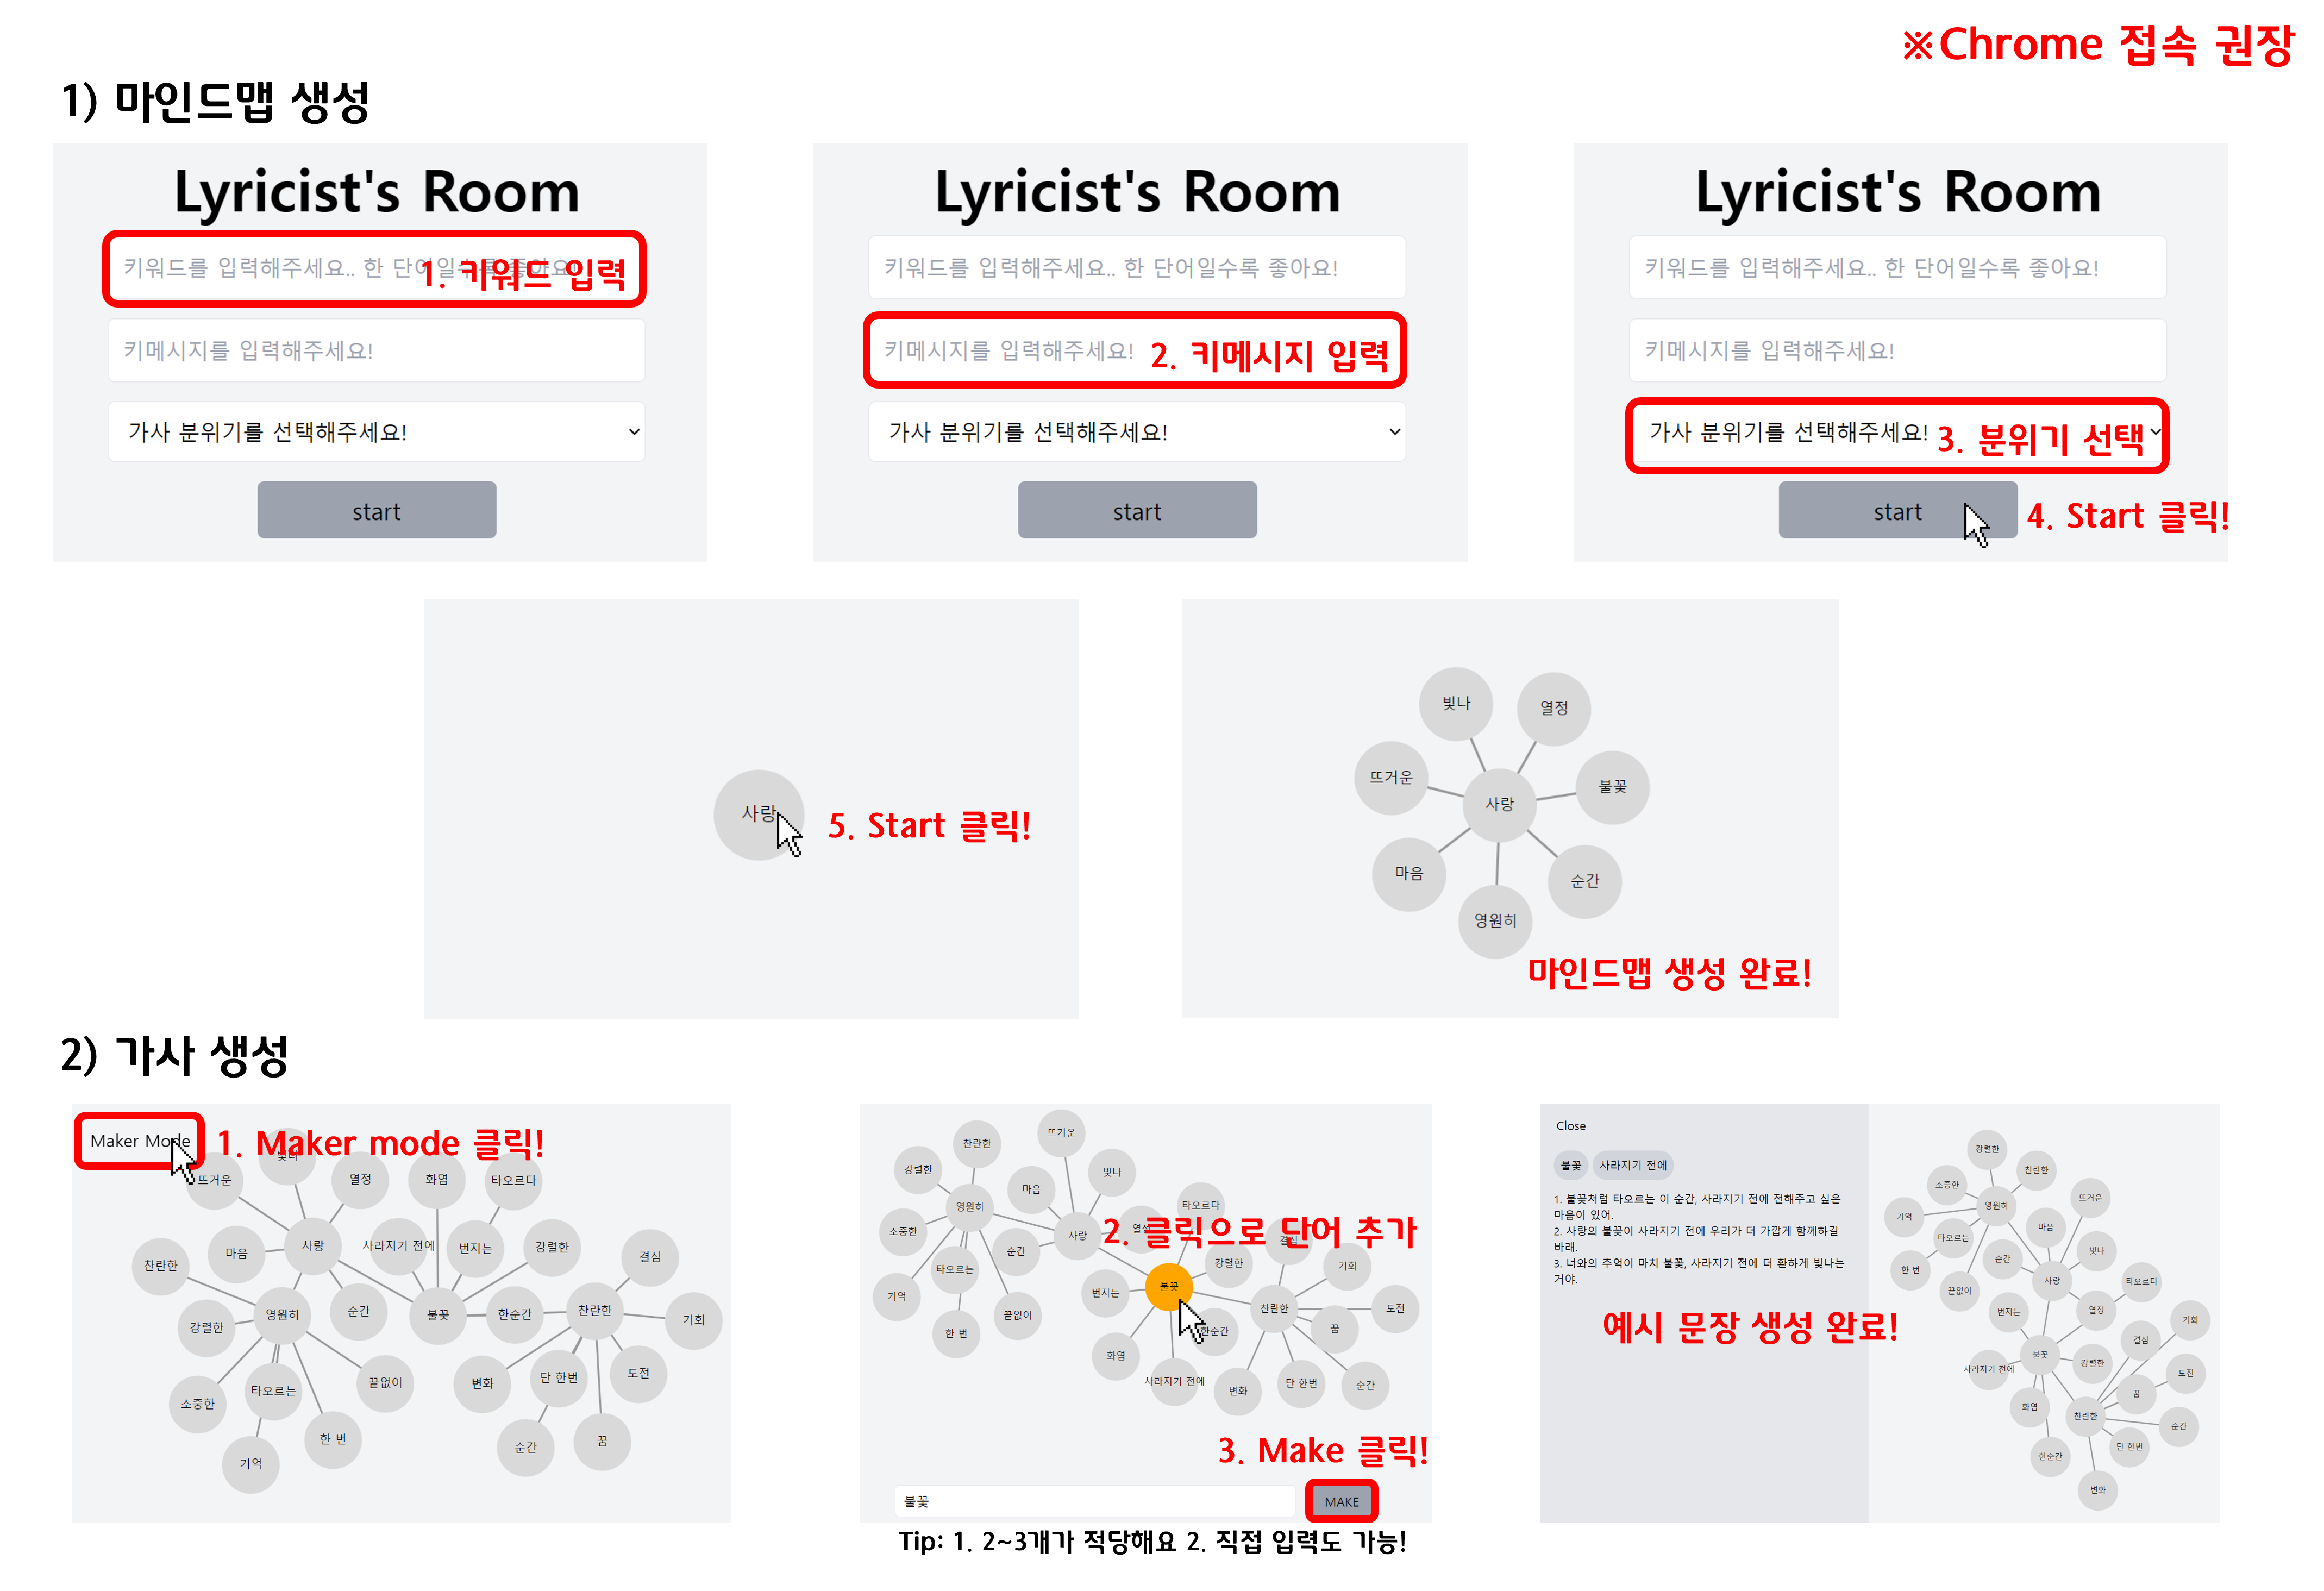 ※Chrome 접속 권장
1) 마인드맵 생성
Lyricist's Room
키워드를 입력해주세요.. 한 단어일수록 좋아요!
1. 키워드 입력
키메시지를 입력해주세요!
가사 분위기를 선택해주세요!
start
Lyricist's Room
키워드를 입력해주세요.. 한 단어일수록 좋아요!
키메시지를 입력해주세요!
2. 키메시지 입력
가사 분위기를 선택해주세요!
start
Lyricist's Room
키워드를 입력해주세요.. 한 단어일수록 좋아요!
키메시지를 입력해주세요!
가사 분위기를 선택해주세요!
3. 분위기 선택
start
4. Start 클릭!
사랑
5. Start 클릭!
빛나
열정
뜨거운
불꽃
사랑
마음
순간
영원히
마인드맵 생성 완료!
2) 가사 생성
Maker Mode
1. Maker mode 클릭!
빛나
뜨거운
열정
화염
타오르다
마음
사랑
사라지기 전에
번지는
강렬한
결심
찬란한
영원히
순간
불꽃
한순간
찬란한
기회
강렬한
소중한
타오르는
끝없이
변화
단 한번
도전
기억
한 번
순간
꿈
뜨거운
찬란한
강렬한
빛나
마음
영원히
타오르다
소중한
사랑
열정
2. 클릭으로 단어 추가
결심
순간
타오르는
강렬한
기회
기억
번지는
불꽃
찬란한
도전
끝없이
한 번
한순간
꿈
화염
사라지기 전에
변화
단 한번
순간
3. Make 클릭!
불꽃
MAKE
Tip: 1. 2~3개가 적당해요 2. 직접 입력도 가능!
Close
불꽃
사라지기 전에
1. 불꽃처럼 타오르는 이 순간, 사라지기 전에 전해주고 싶은
마음이 있어.
2. 사랑의 불꽃이 사라지기 전에 우리가 더 가깝게 함께하길
바래.
3. 너와의 추억이 마치 불꽃, 사라지기 전에 더 환하게 빛나는
거야.
예시 문장 생성 완료!
강렬한
찬란한
소중한
뜨거운
영원히
기억
마음
타오르는
빛나
순간
한 번
사랑
타오르다
끝없이
번지는
열정
기회
결심
불꽃
강렬한
사라지기 전에
도전
꿈
화염
찬란한
순간
단 한번
한순간
변화